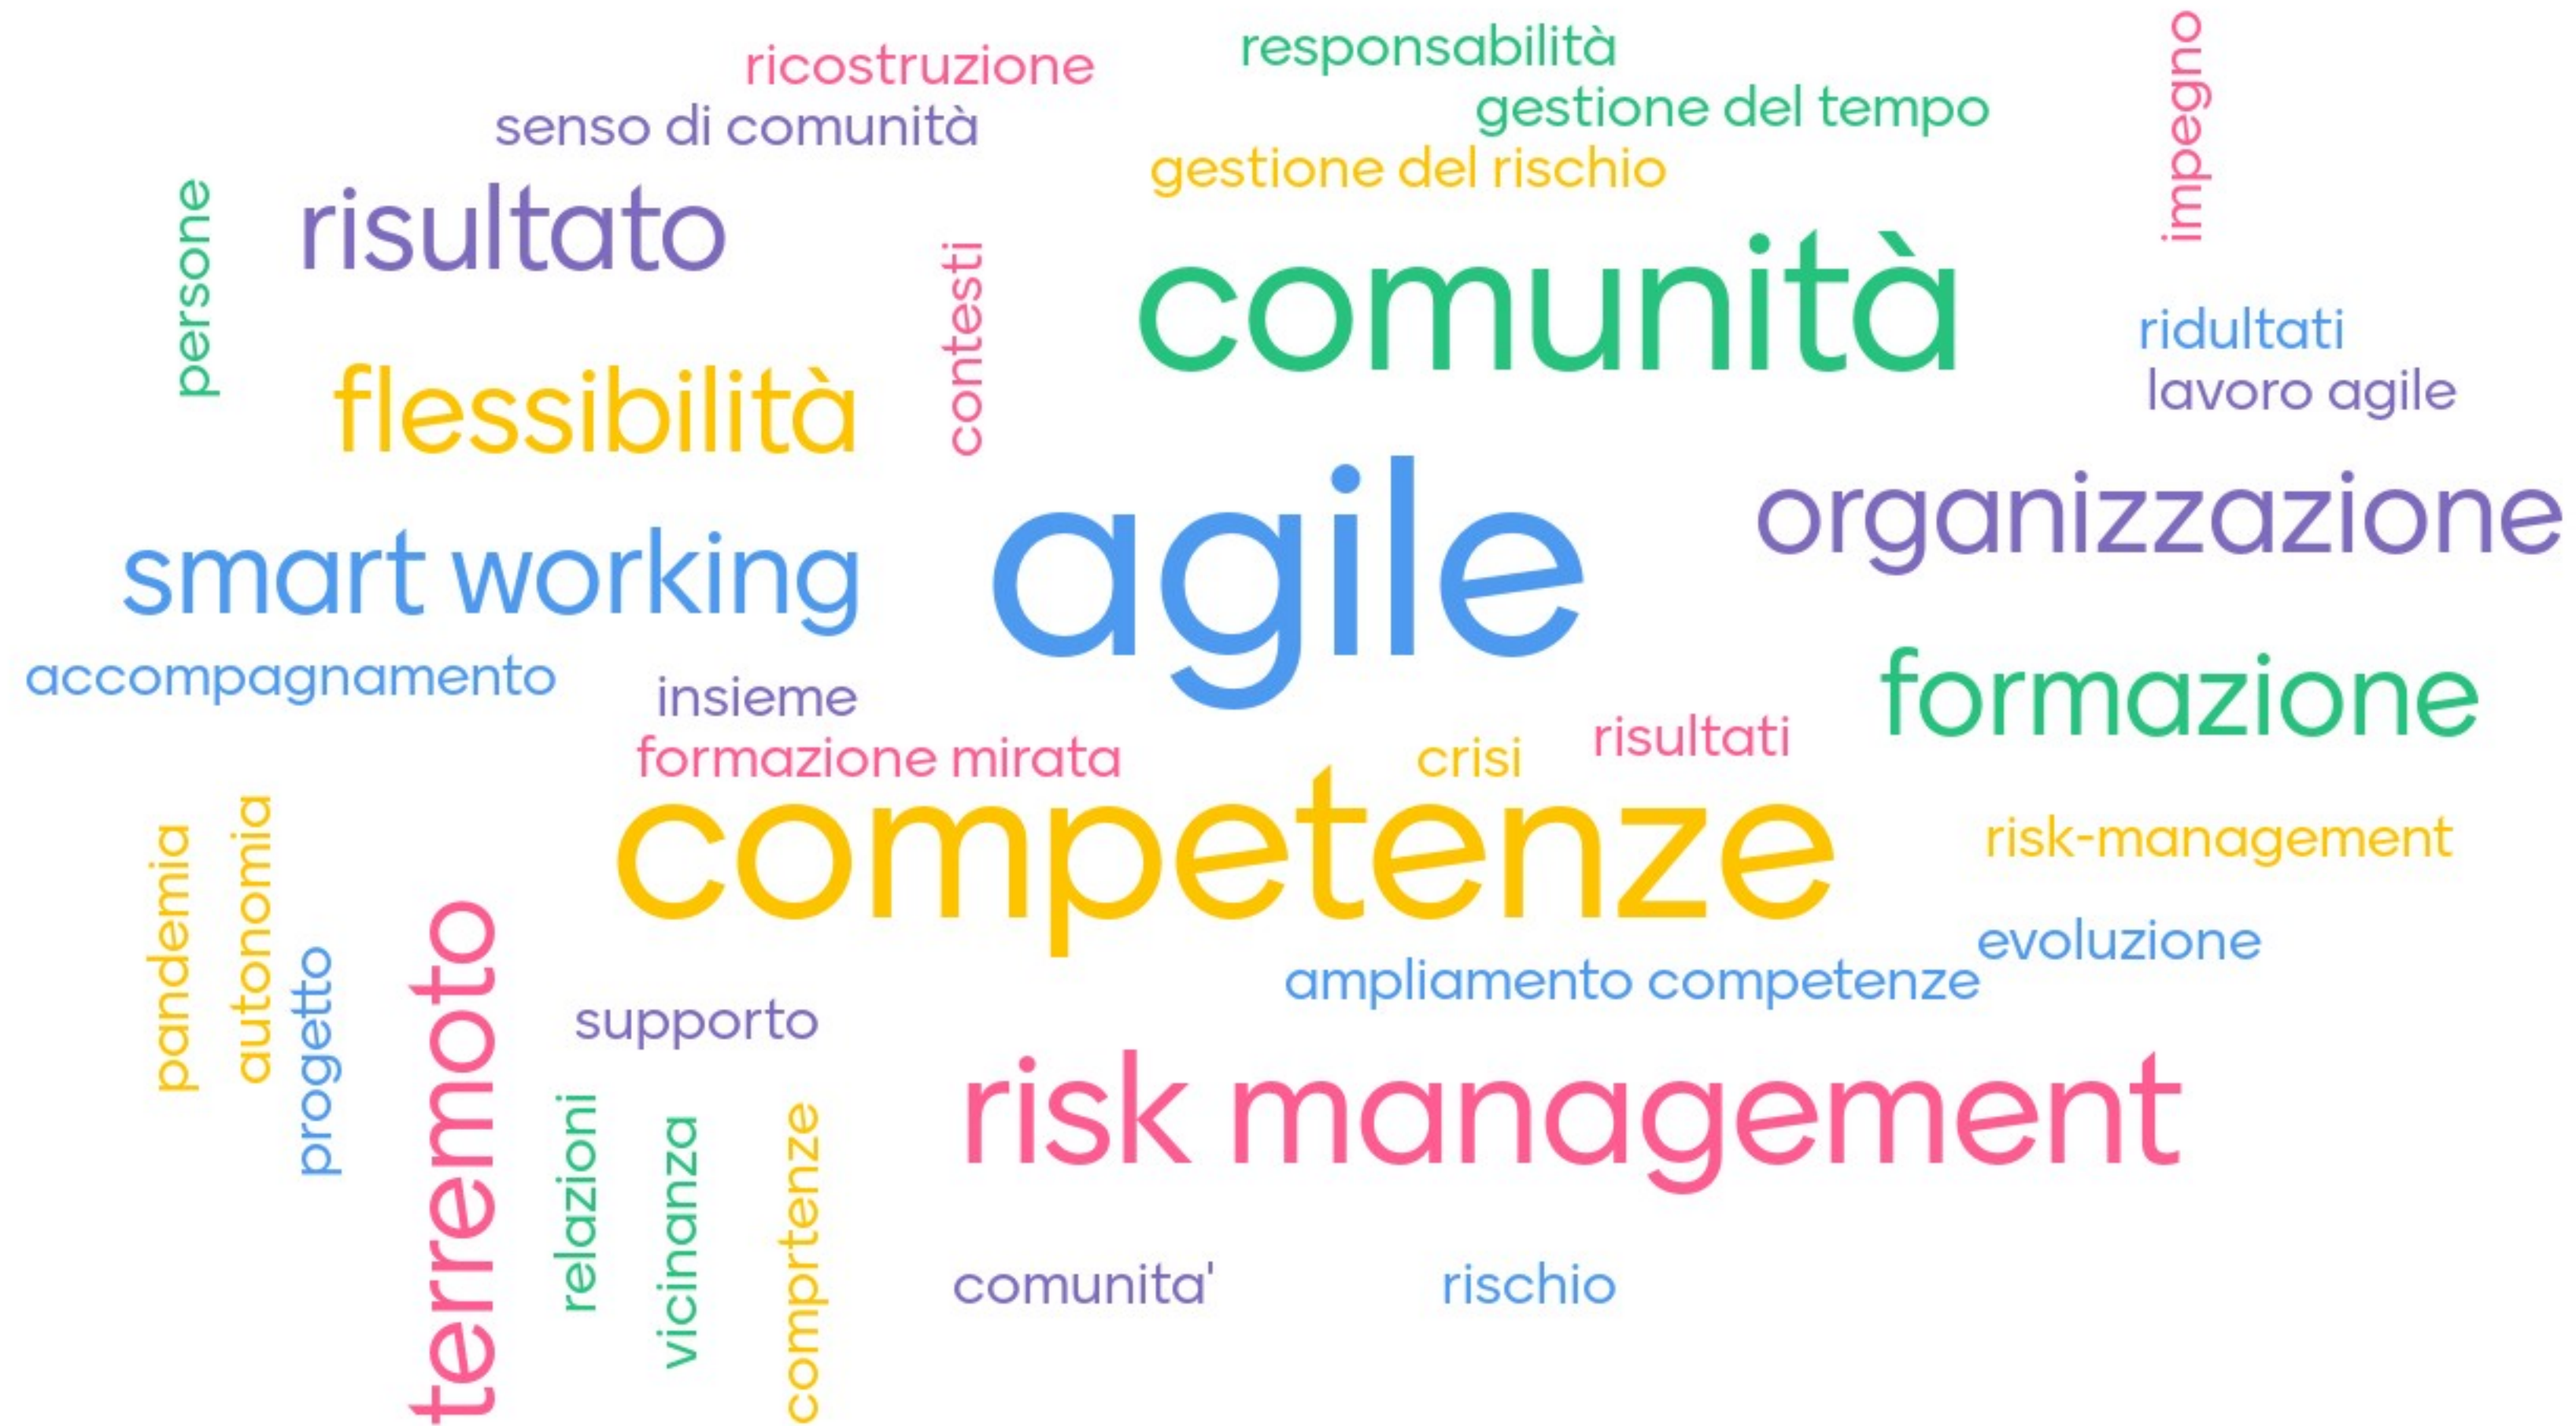 ricostruzione
responsabilità
impegno
senso di comunità
gestione del tempo
gestione del rischio
persone
risultato
contesti
comunità
ridultati
lavoro agile
flessibilità
agile
organizzazione
smart working
accompagnamento
insieme
formazione
formazione mirata
crisi
risultati
competenze
risk-management
pandemia
autonomia
progetto
terremoto
evoluzione
ampliamento competenze
supporto
risk management
relazioni
vicinanza
comprtenze
comunita'
rischio